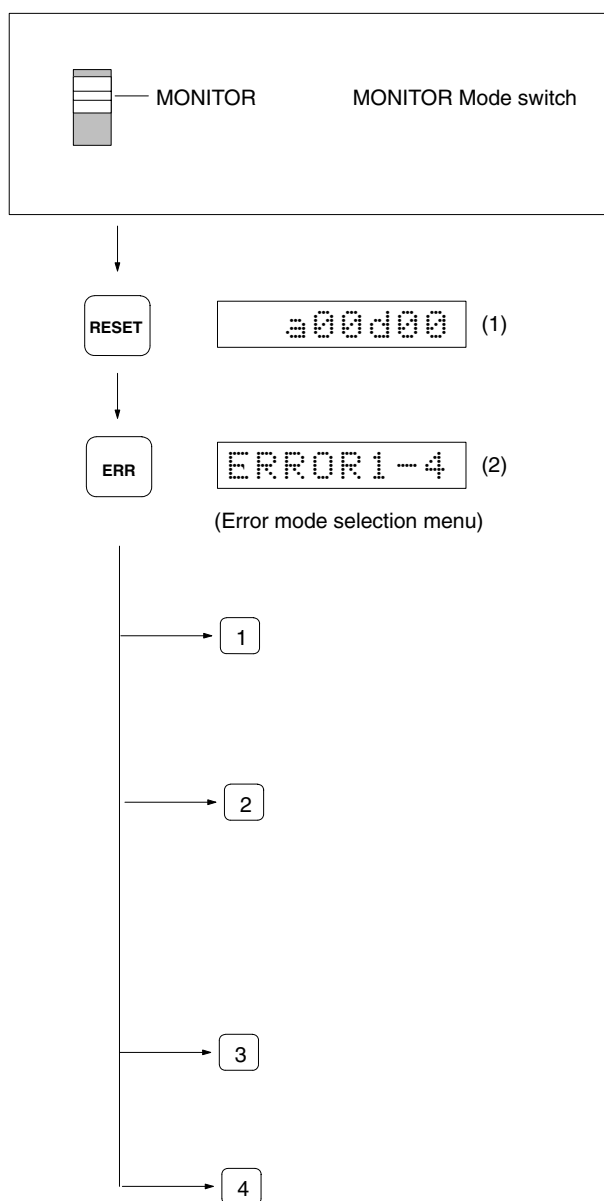 MONITOR MONITOR Mode switch
RESET a00d00 (1)
ERR ERROR1-4 (2)
(Error mode selection menu)
1
2
3
4